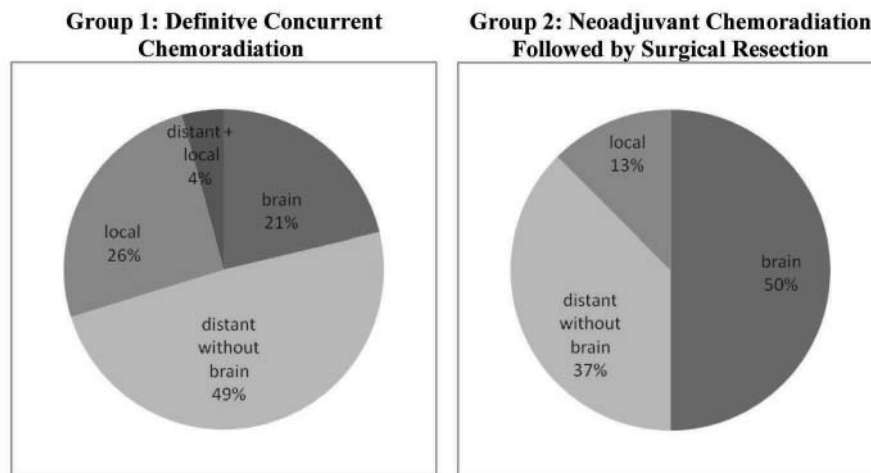 Group 1: Definitve Concurrent
Chemoradiation
distant +
local
4%
brain
21%
local
26%
distant
without
brain
49%
Group 2: Neoadjuvant Chemoradiation
Followed by Surgical Resection
local
13%
brain
50%
distant
without
brain
37%